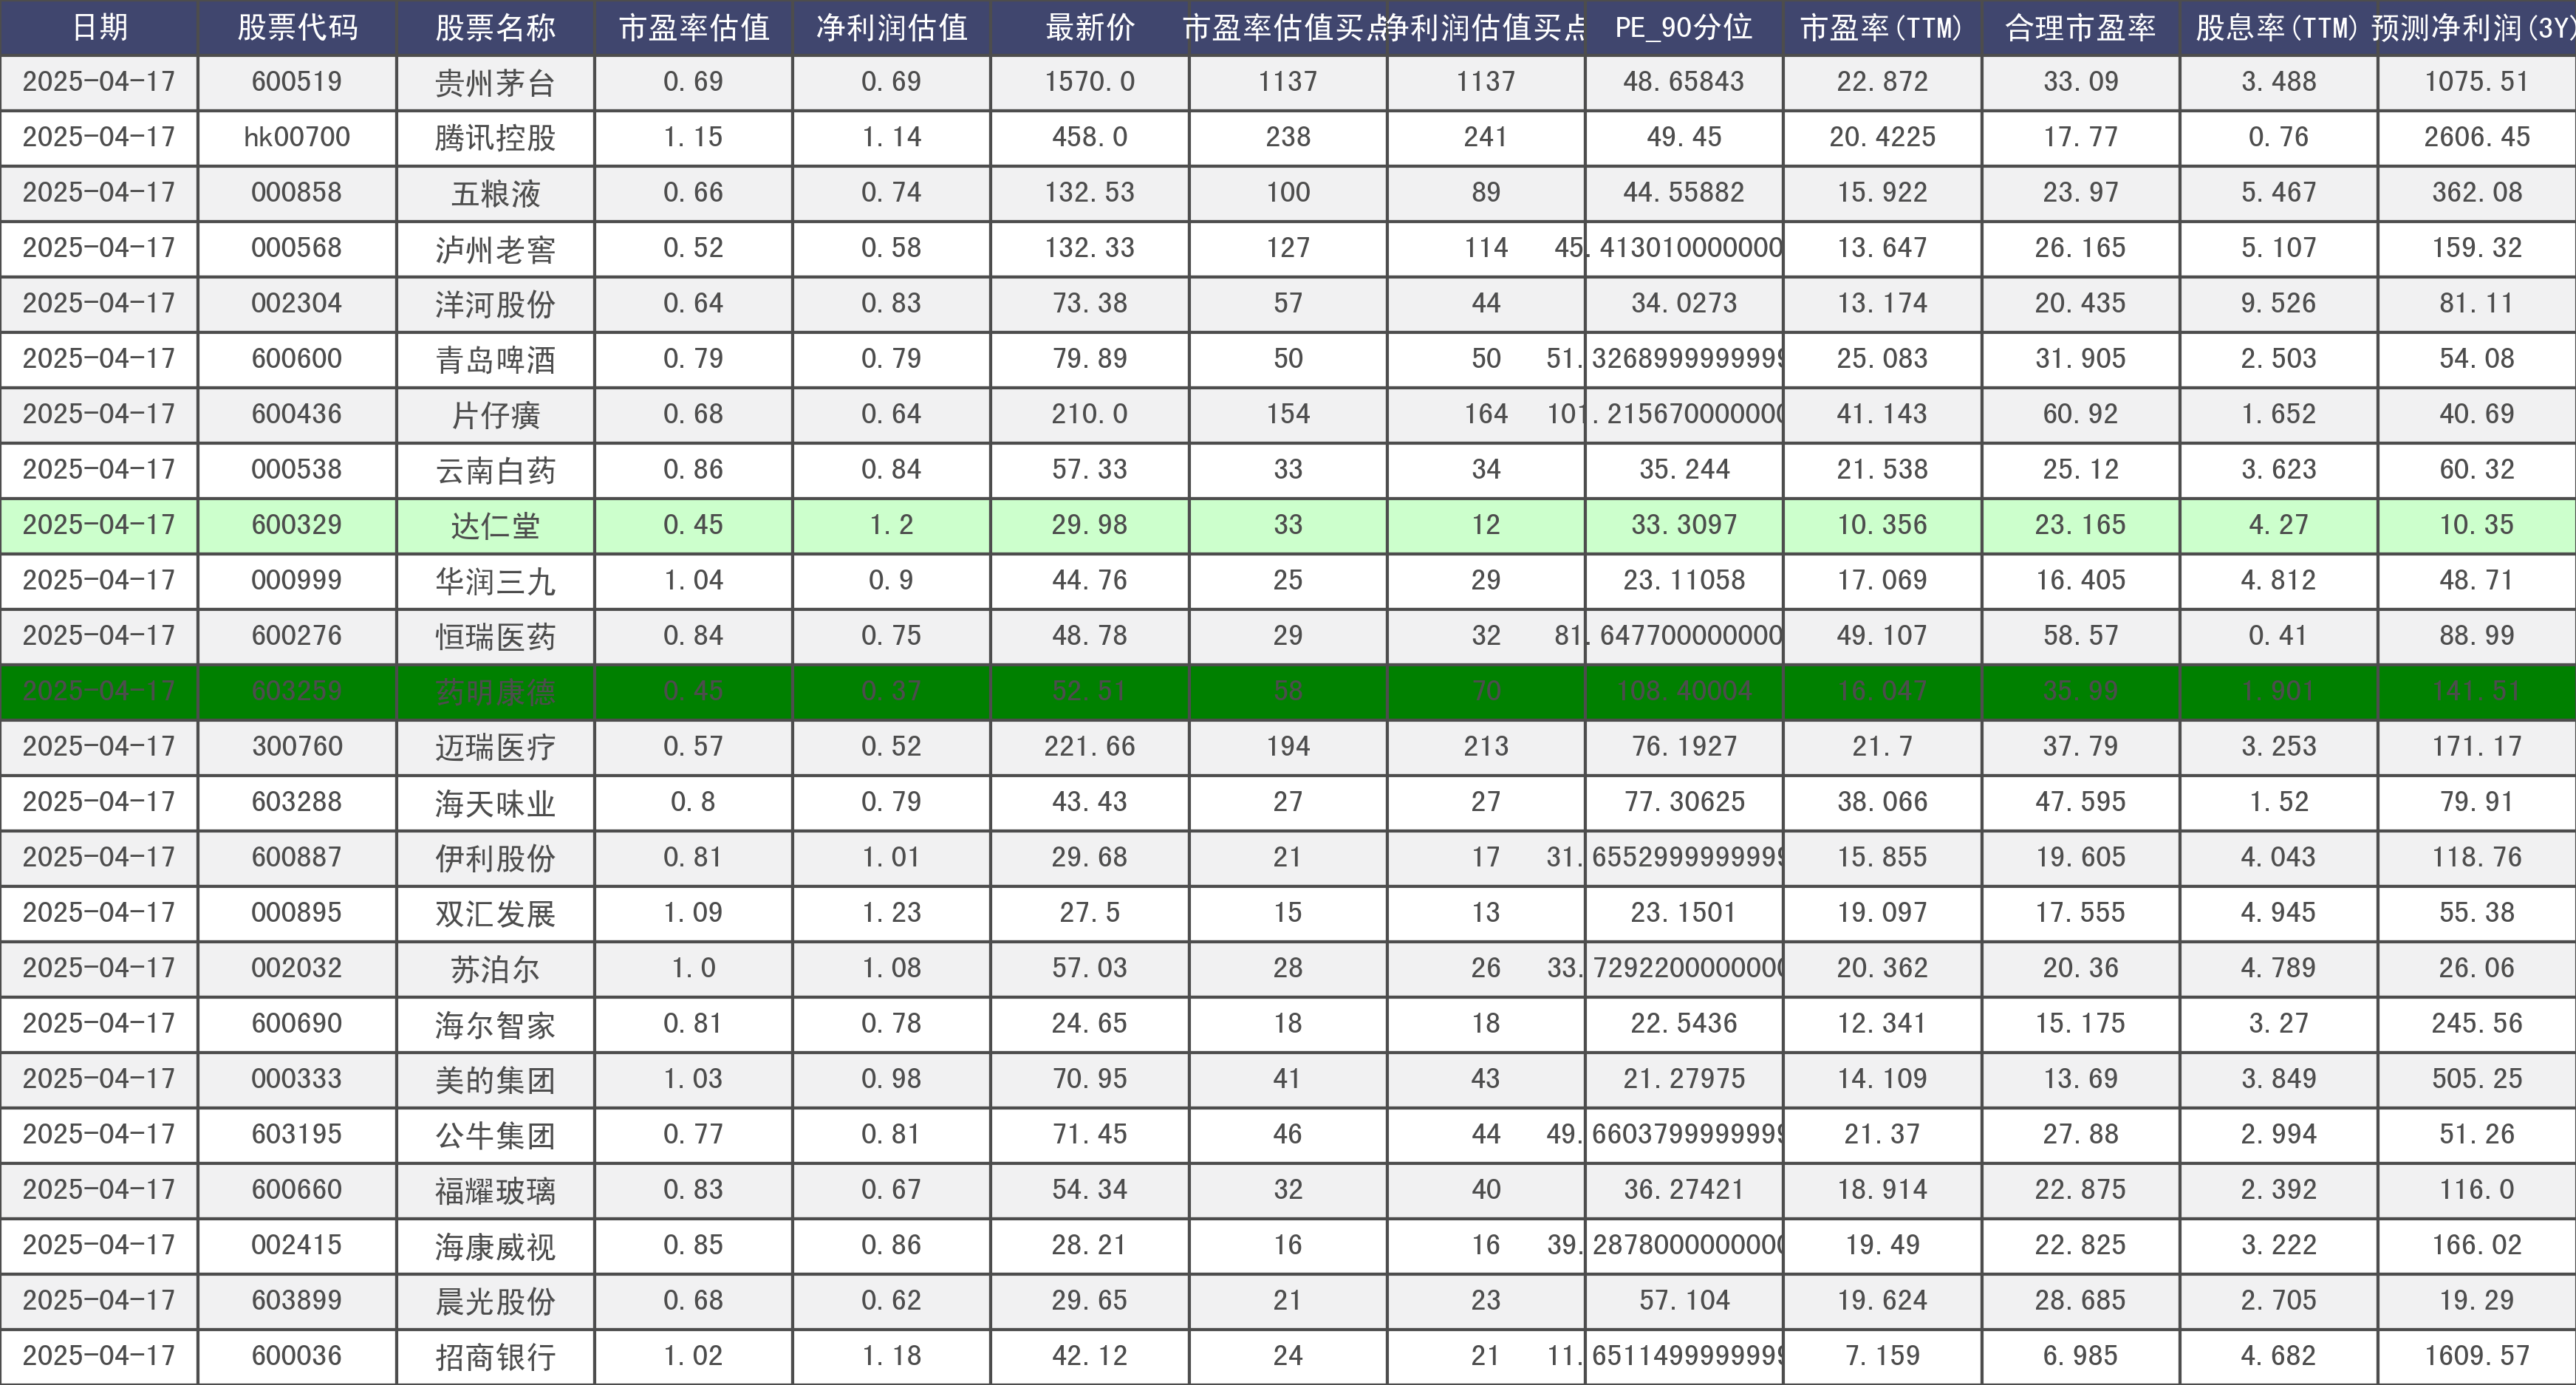 日期 股票代码 股票名称 市盈率估值 净利润估值 最新价 市盈率估值买点 净利润估值买点 PE_90分位 市盈率(TTM) 合理市盈率 股息率(TTM) 预测净利润(3Y)
2025-04-17 600519 贵州茅台 0.69 0.69 1570.0 1137 1137 48.65843 22.872 33.09 3.488 1075.51
2025-04-17 hk00700 腾讯控股 1.15 1.14 458.0 238 241 49.45 20.4225 17.77 0.76 2606.45
2025-04-17 000858 五粮液 0.66 0.74 132.53 100 89 44.55882 15.922 23.97 5.467 362.08
2025-04-17 000568 泸州老窖 0.52 0.58 132.33 127 114 45.413010000000 13.647 26.165 5.107 159.32
2025-04-17 002304 洋河股份 0.64 0.83 73.38 57 44 34.0273 13.174 20.435 9.526 81.11
2025-04-17 600600 青岛啤酒 0.79 0.79 79.89 50 50 51.3268999999999 25.083 31.905 2.503 54.08
2025-04-17 600436 片仔癀 0.68 0.64 210.0 154 164 101.215670000000 41.143 60.92 1.652 40.69
2025-04-17 000538 云南白药 0.86 0.84 57.33 33 34 35.244 21.538 25.12 3.623 60.32
2025-04-17 600329 达仁堂 0.45 1.2 29.98 33 12 33.3097 10.356 23.165 4.27 10.35
2025-04-17 000999 华润三九 1.04 0.9 44.76 25 29 23.11058 17.069 16.405 4.812 48.71
2025-04-17 600276 恒瑞医药 0.84 0.75 48.78 29 32 81.647700000000 49.107 58.57 0.41 88.99
2025-04-17 603259 药明康德 0.45 0.37 52.51 58 70 108.40004 16.047 35.99 1.901 141.51
2025-04-17 300760 迈瑞医疗 0.57 0.52 221.66 194 213 76.1927 21.7 37.79 3.253 171.17
2025-04-17 603288 海天味业 0.8 0.79 43.43 27 27 77.30625 38.066 47.595 1.52 79.91
2025-04-17 600887 伊利股份 0.81 1.01 29.68 21 17 31.6552999999999 15.855 19.605 4.043 118.76
2025-04-17 000895 双汇发展 1.09 1.23 27.5 15 13 23.1501 19.097 17.555 4.945 55.38
2025-04-17 002032 苏泊尔 1.0 1.08 57.03 28 26 33.7292200000000 20.362 20.36 4.789 26.06
2025-04-17 600690 海尔智家 0.81 0.78 24.65 18 18 22.5436 12.341 15.175 3.27 245.56
2025-04-17 000333 美的集团 1.03 0.98 70.95 41 43 21.27975 14.109 13.69 3.849 505.25
2025-04-17 603195 公牛集团 0.77 0.81 71.45 46 44 49.6603799999999 21.37 27.88 2.994 51.26
2025-04-17 600660 福耀玻璃 0.83 0.67 54.34 32 40 36.27421 18.914 22.875 2.392 116.0
2025-04-17 002415 海康威视 0.85 0.86 28.21 16 16 39.2878000000000 19.49 22.825 3.222 166.02
2025-04-17 603899 晨光股份 0.68 0.62 29.65 21 23 57.104 19.624 28.685 2.705 19.29
2025-04-17 600036 招商银行 1.02 1.18 42.12 24 21 11.6511499999999 7.159 6.985 4.682 1609.57